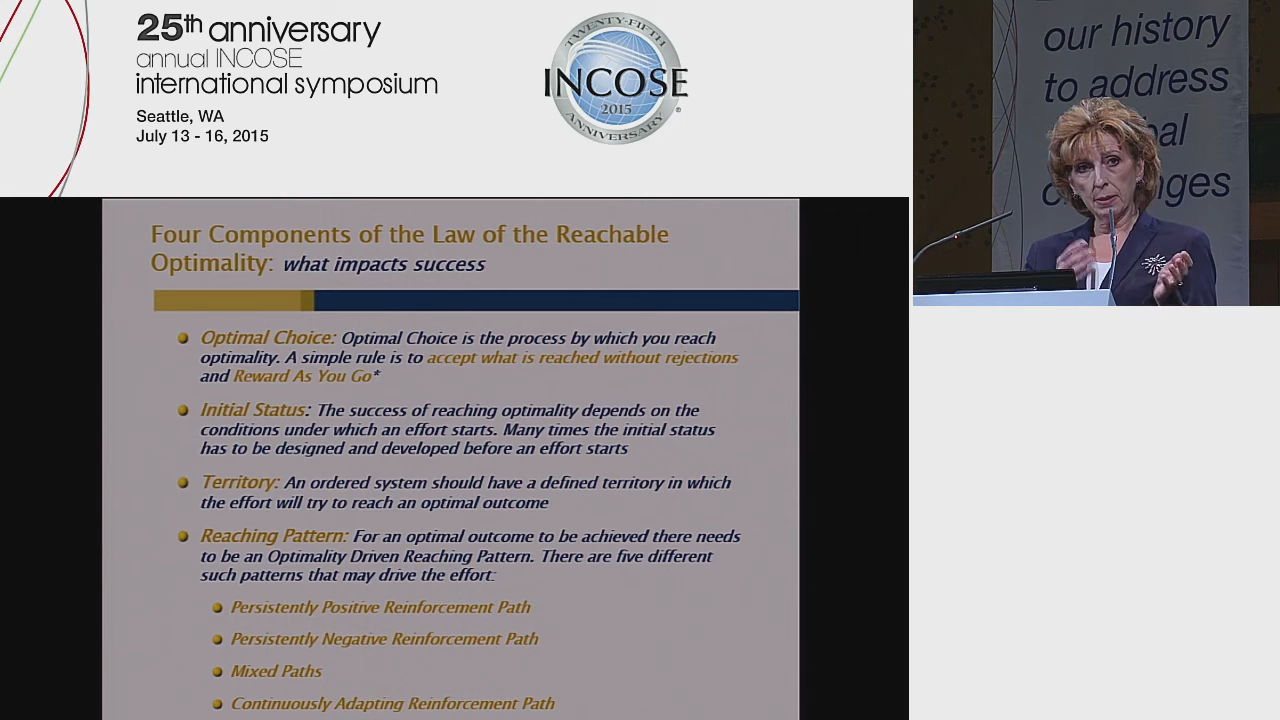 25th anniversary
annual INCOSE
international symposium
Seattle, WA
July 13 - 16, 2015
TWENTY-FIFTH
INCOSE
2015
ANNIVERSARY
®
our history
to address
Four Components of the Law of the Reachable
Optimality: what impacts success
Optimal Choice: Optimal Choice is the process by which you reach
optimality. A simple rule is to accept what is reached without rejections
and Reward As You Go*
Initial Status: The success of reaching optimality depends on the
conditions under which an effort starts. Many times the initial status
has to be designed and developed before an effort starts
Territory: An ordered system should have a defined territory in which
the effort will try to reach an optimal outcome
Reaching Pattern: For an optimal outcome to be achieved there needs
to be an Optimality Driven Reaching Pattern. There are five different
such patterns that may drive the effort:
Persistently Positive Reinforcement Path
Persistently Negative Reinforcement Path
Mixed Paths
Continuously Adapting Reinforcement Path